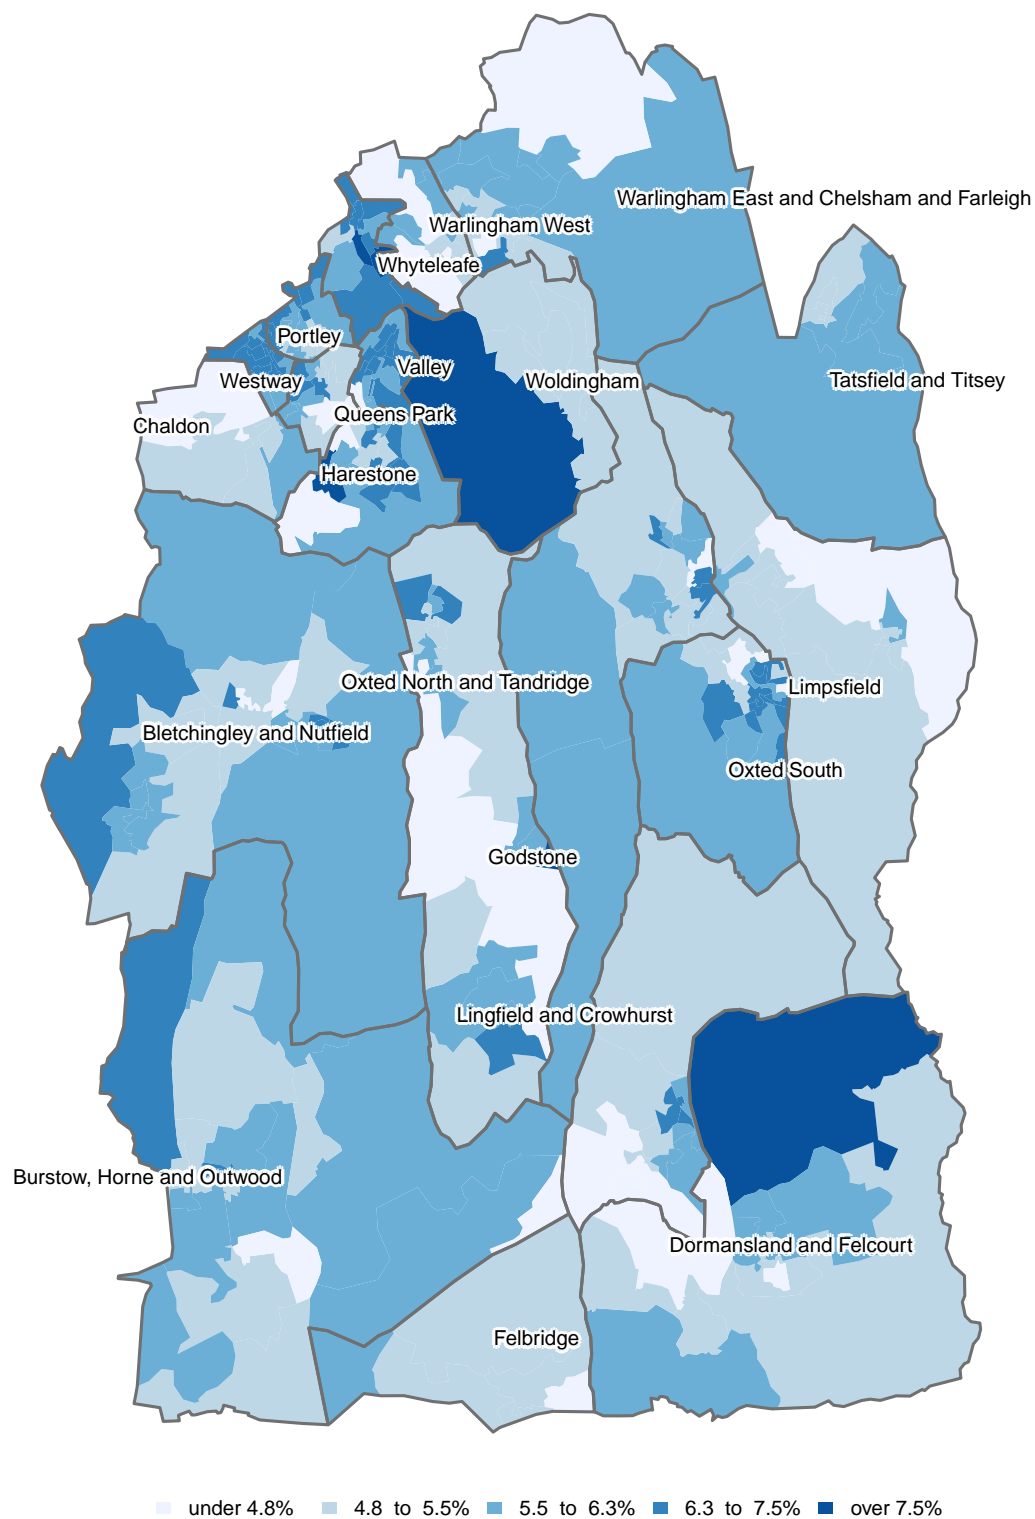 Warlingham East and Chelsham and Farleigh
Warlingham West
Whyteleafe
Portley
Valley
Westway
Woldingham
Tatsfield and Titsey
Queens Park
Chaldon
Harestone
Oxted North and Tandridge
Limpsfield
Bletchingley and Nutfield
Oxted South
Godstone
Lingfield and Crowhurst
Burstow, Horne and Outwood
Dormansland and Felcourt
Felbridge
under 4.8% 4.8 to 5.5% 5.5 to 6.3% 6.3 to 7.5% over 7.5%